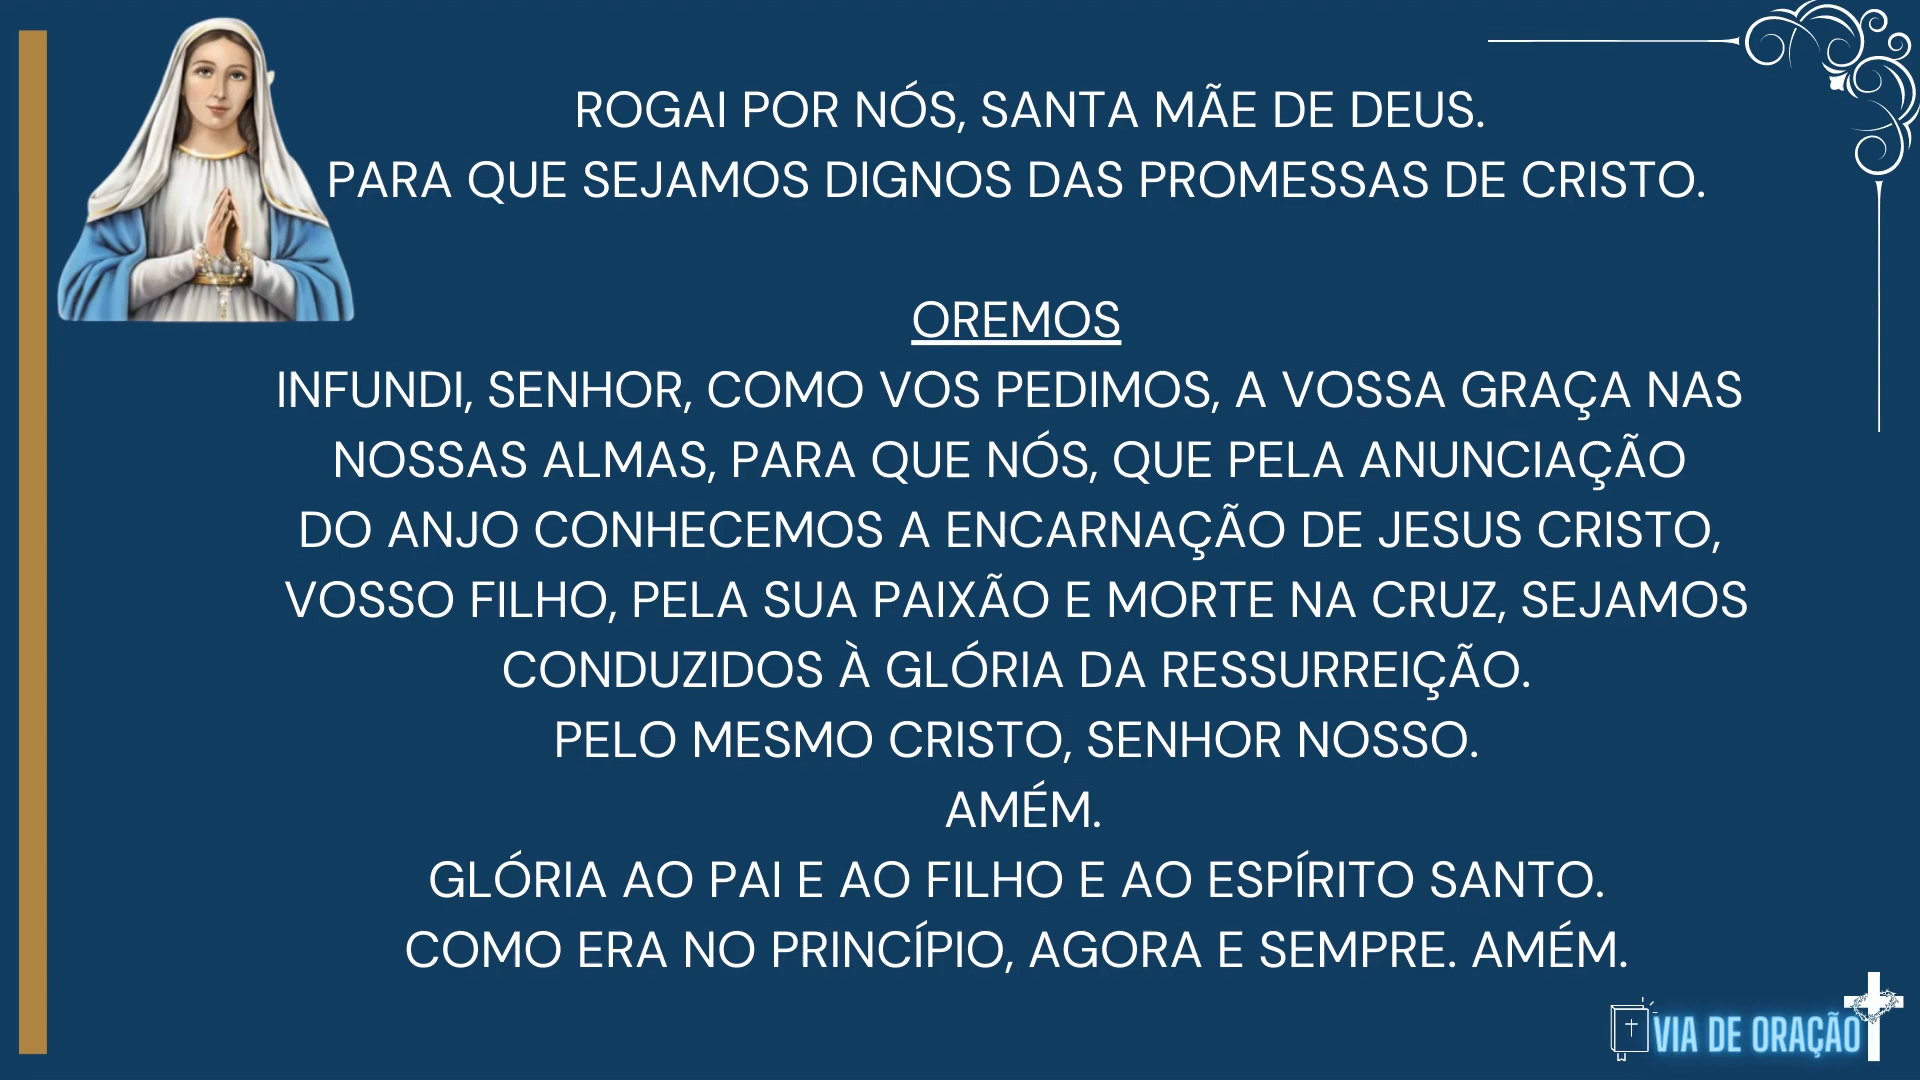 ROGAI POR NÓS, SANTA MÃE DE DEUS.
PARA QUE SEJAMOS DIGNOS DAS PROMESSAS DE CRISTO.
OREMOS
INFUNDI, SENHOR, COMO VOS PEDIMOS, A VOSSA GRAÇA NAS
NOSSAS ALMAS, PARA QUE NÓS, QUE PELA ANUNCIAÇÃO
DO ANJO CONHECEMOS A ENCARNAÇÃO DE JESUS CRISTO,
VOSSO FILHO, PELA SUA PAIXÃO E MORTE NA CRUZ, SEJAMOS
CONDUZIDOS À GLÓRIA DA RESSURREIÇÃO.
PELO MESMO CRISTO, SENHOR NOSSO.
AMÉM.
GLÓRIA AO PAI E AO FILHO E AO ESPÍRITO SANTO.
COMO ERA NO PRINCÍPIO, AGORA E SEMPRE. AMÉM.
VIA DE ORAÇÃO